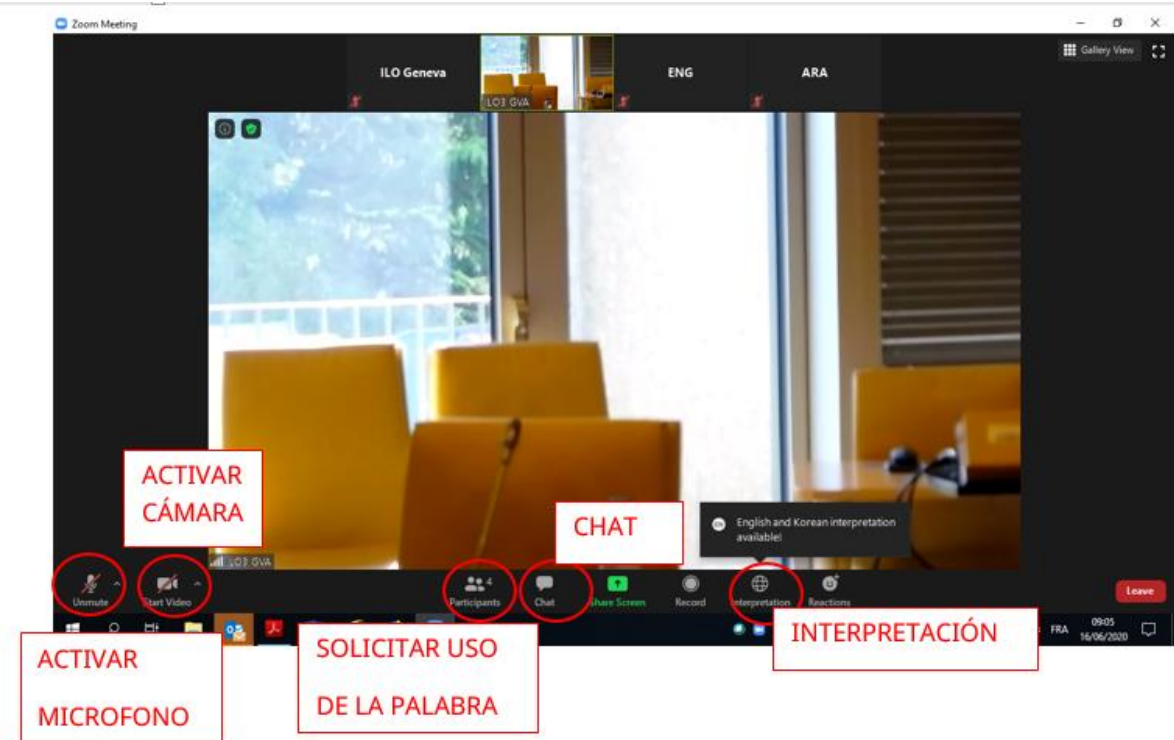 Zoom Meeting
Gallery View
ILO Geneva
ENG
ARA
LO3 GVA
ACTIVAR
CÁMARA
CHAT
English and Korean interpretation
available!
LO3 GVA
Unmute
Start Video
Participants
4
Chat
Share Screen
Record
Interpretation
Reactions
Leave
FRA
09:05
16/06/2020
ACTIVAR
MICROFONO
SOLICITAR USO
DE LA PALABRA
INTERPRETACIÓN